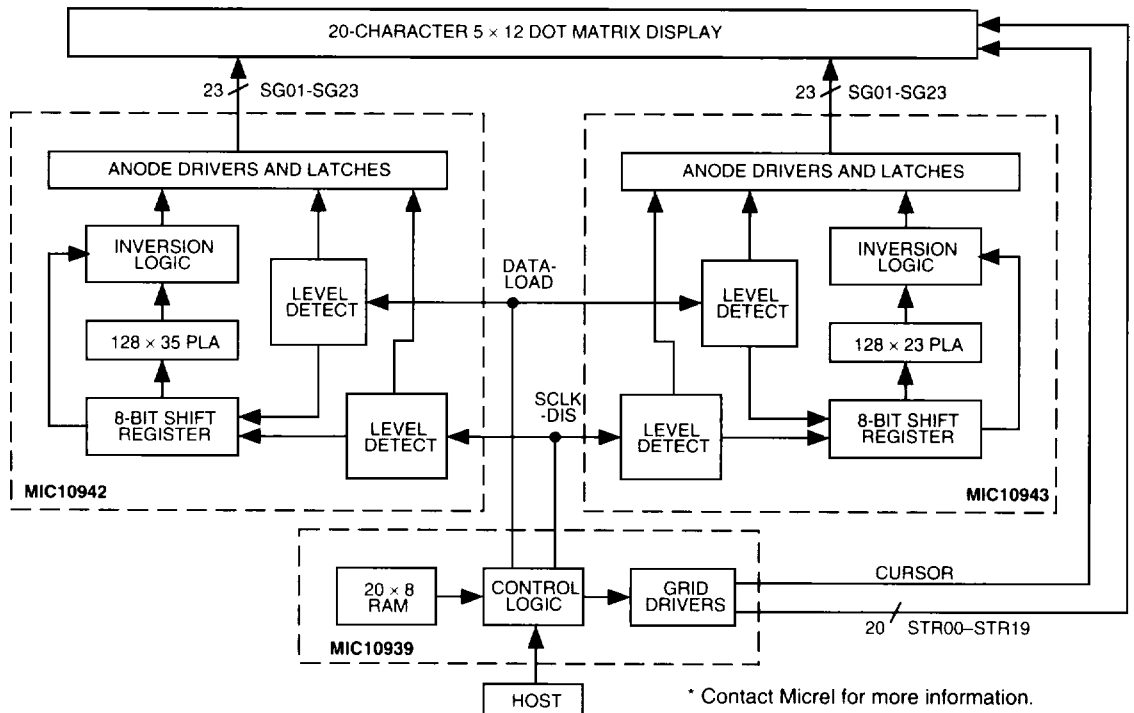 20-CHARACTER 5 × 12 DOT MATRIX DISPLAY
23 SG01-SG23
23 SG01-SG23
ANODE DRIVERS AND LATCHES
INVERSION
LOGIC
LEVEL
DETECT
128 × 35 PLA
8-BIT SHIFT
REGISTER
LEVEL
DETECT
MIC10942
DATA-
LOAD
SCLK
-DIS
ANODE DRIVERS AND LATCHES
LEVEL
DETECT
INVERSION
LOGIC
128 × 23 PLA
LEVEL
DETECT
8-BIT SHIFT
REGISTER
MIC10943
20 × 8
RAM
CONTROL
LOGIC
GRID
DRIVERS
MIC10939
CURSOR
20 STR00–STR19
HOST
* Contact Micrel for more information.